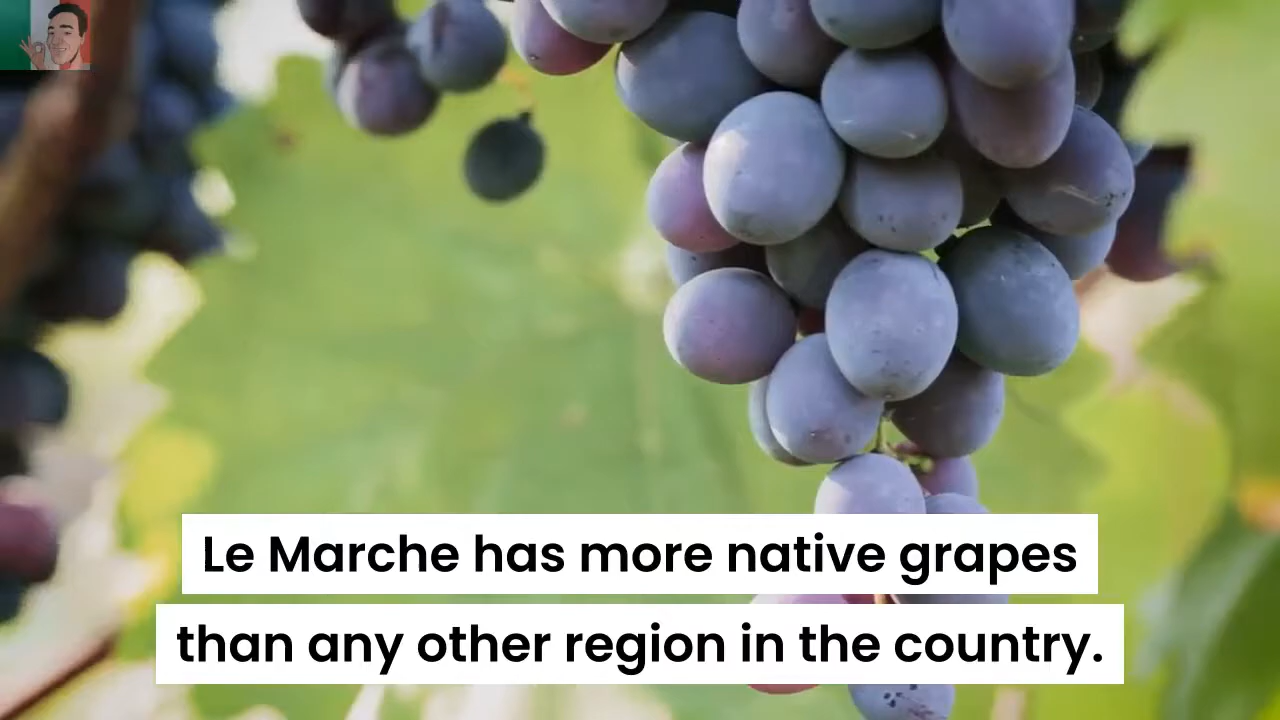 Le Marche has more native grapes
than any other region in the country.